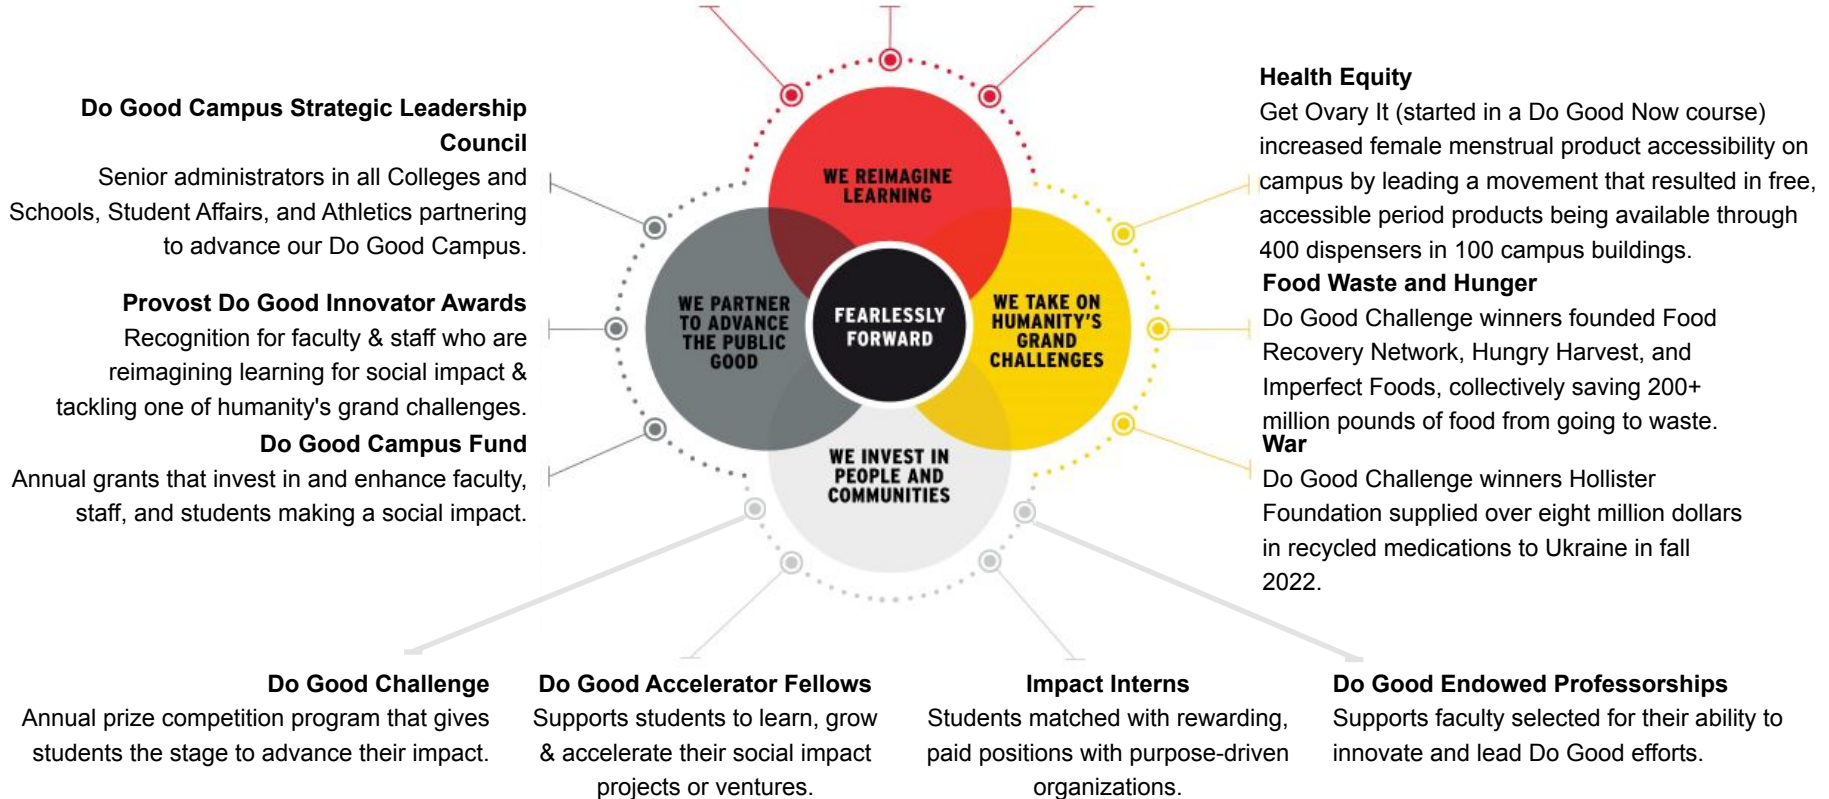 Do Good Campus Strategic Leadership
Council
Senior administrators in all Colleges and
Schools, Student Affairs, and Athletics partnering
to advance our Do Good Campus.
Provost Do Good Innovator Awards
Recognition for faculty & staff who are
reimagining learning for social impact &
tackling one of humanity's grand challenges.
Do Good Campus Fund
Annual grants that invest in and enhance faculty,
staff, and students making a social impact.
WE REIMAGINE
LEARNING
WE PARTNER
TO ADVANCE
THE PUBLIC
GOOD
FEARLESSLY
FORWARD
WE TAKE ON
HUMANITY'S
GRAND
CHALLENGES
WE INVEST IN
PEOPLE AND
COMMUNITIES
Health Equity
Get Ovary It (started in a Do Good Now course)
increased female menstrual product accessibility on
campus by leading a movement that resulted in free,
accessible period products being available through
400 dispensers in 100 campus buildings.
Food Waste and Hunger
Do Good Challenge winners founded Food
Recovery Network, Hungry Harvest, and
Imperfect Foods, collectively saving 200+
million pounds of food from going to waste.
War
Do Good Challenge winners Hollister
Foundation supplied over eight million dollars
in recycled medications to Ukraine in fall
2022.
Do Good Challenge
Annual prize competition program that gives
students the stage to advance their impact.
Do Good Accelerator Fellows
Supports students to learn, grow
& accelerate their social impact
projects or ventures.
Impact Interns
Students matched with rewarding,
paid positions with purpose-driven
organizations.
Do Good Endowed Professorships
Supports faculty selected for their ability to
innovate and lead Do Good efforts.